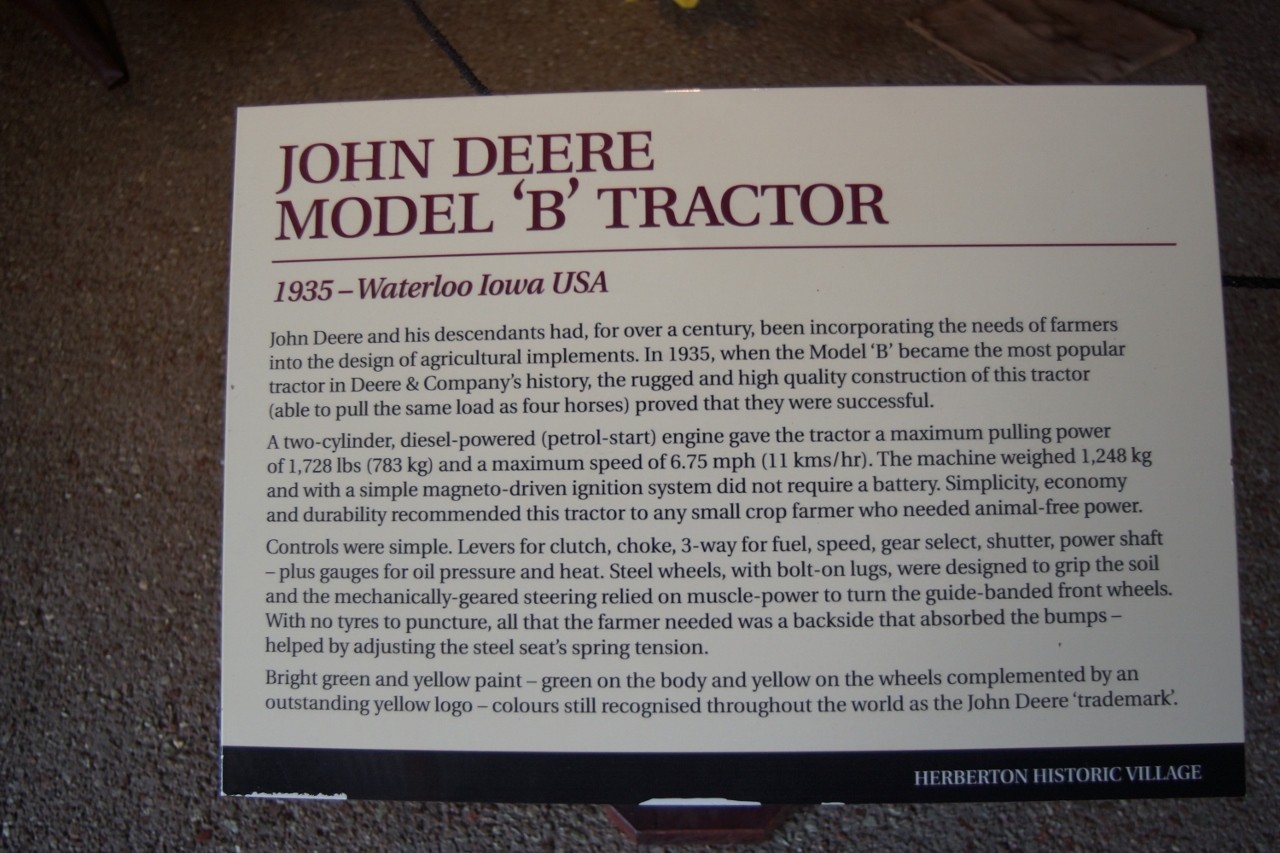 JOHN DEERE
MODEL ‘B’ TRACTOR
1935 – Waterloo Iowa USA
John Deere and his descendants had, for over a century, been incorporating the needs of farmers
into the design of agricultural implements. In 1935, when the Model ‘B’ became the most popular
tractor in Deere & Company’s history, the rugged and high quality construction of this tractor
(able to pull the same load as four horses) proved that they were successful.
A two-cylinder, diesel-powered (petrol-start) engine gave the tractor a maximum pulling power
of 1,728 lbs (783 kg) and a maximum speed of 6.75 mph (11 kms/hr). The machine weighed 1,248 kg
and with a simple magneto-driven ignition system did not require a battery. Simplicity, economy
and durability recommended this tractor to any small crop farmer who needed animal-free power.
Controls were simple. Levers for clutch, choke, 3-way for fuel, speed, gear select, shutter, power shaft
– plus gauges for oil pressure and heat. Steel wheels, with bolt-on lugs, were designed to grip the soil
and the mechanically-geared steering relied on muscle-power to turn the guide-banded front wheels.
With no tyres to puncture, all that the farmer needed was a backside that absorbed the bumps –
helped by adjusting the steel seat’s spring tension.
Bright green and yellow paint – green on the body and yellow on the wheels complemented by an
outstanding yellow logo – colours still recognised throughout the world as the John Deere ‘trademark’.
HERBERTON HISTORIC VILLAGE